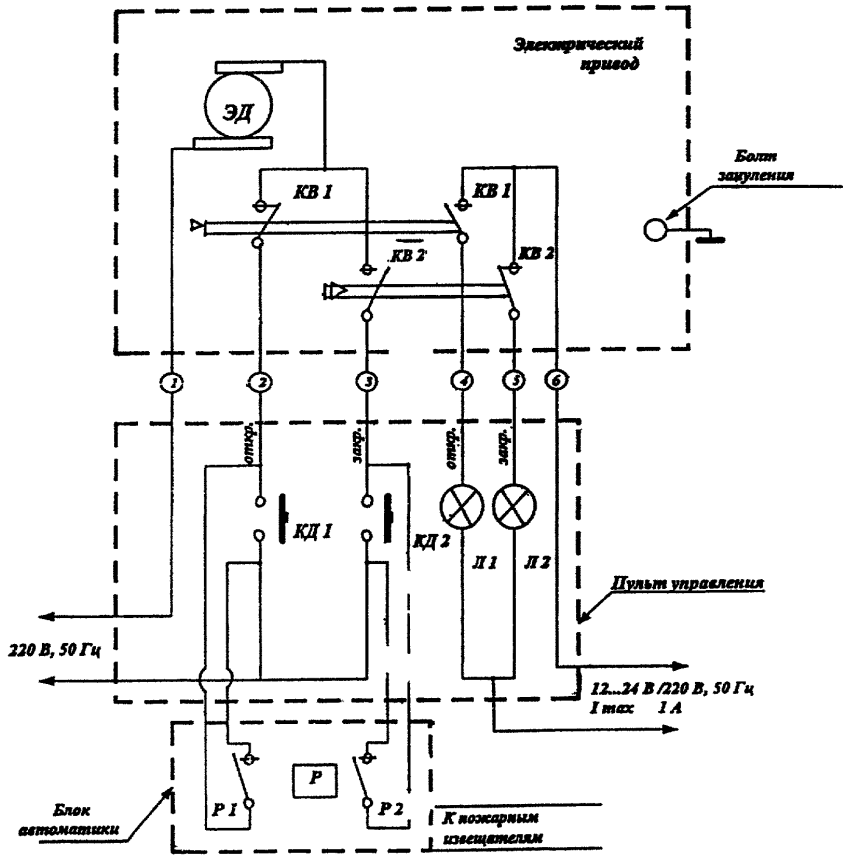 Электрический
привод
ЭД
КВ 1
КВ 1
Болт
зануления
КВ 2
КВ 2
1
2
3
4
5
6
откр.
закр.
откр.
закр.
КД 1
КД 2
Л 1
Л 2
Пульт управления
220 В, 50 Гц
12...24 В /220 В, 50 Гц
I max 1 А
Р
Р 1
Р 2
Блок
автоматики
К пожарным
извещателям